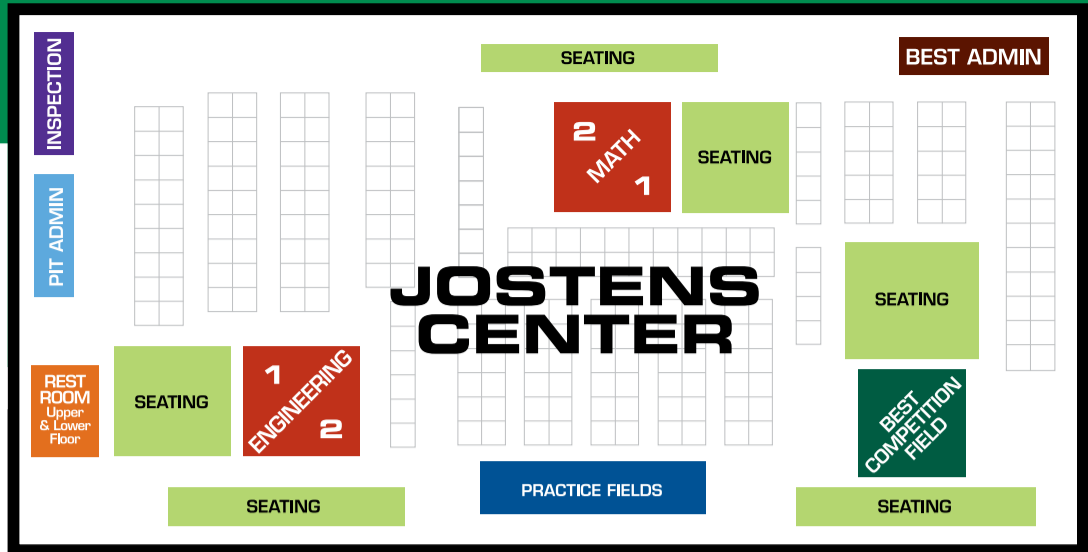 INSPECTION
SEATING
BEST ADMIN
2
MATH
1
SEATING
PIT ADMIN
JOSTENS
CENTER
SEATING
REST
ROOM
Upper
& Lower
Floor
SEATING
1
ENGINEERING
2
BEST
COMPETITION
FIELD
SEATING
PRACTICE FIELDS
SEATING